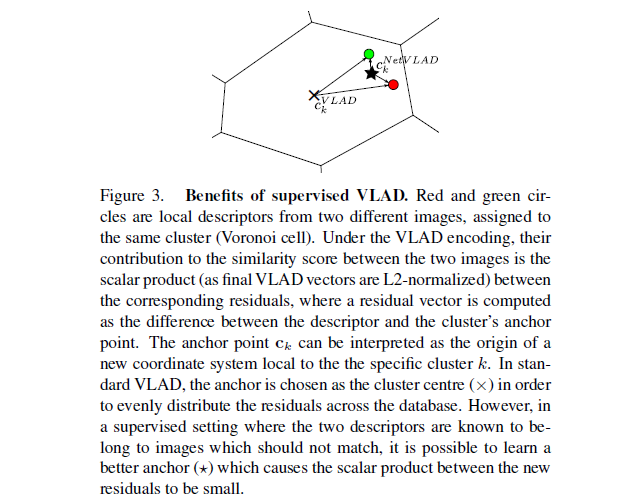 c_k^{NetVLAD}
c_k^{VLAD}
Figure 3. Benefits of supervised VLAD. Red and green cir-
cles are local descriptors from two different images, assigned to
the same cluster (Voronoi cell). Under the VLAD encoding, their
contribution to the similarity score between the two images is the
scalar product (as final VLAD vectors are L2-normalized) between
the corresponding residuals, where a residual vector is computed
as the difference between the descriptor and the cluster's anchor
point. The anchor point c_k can be interpreted as the origin of a
new coordinate system local to the the specific cluster k. In stan-
dard VLAD, the anchor is chosen as the cluster centre (×) in order
to evenly distribute the residuals across the database. However, in
a supervised setting where the two descriptors are known to be-
long to images which should not match, it is possible to learn a
better anchor (⋆) which causes the scalar product between the new
residuals to be small.